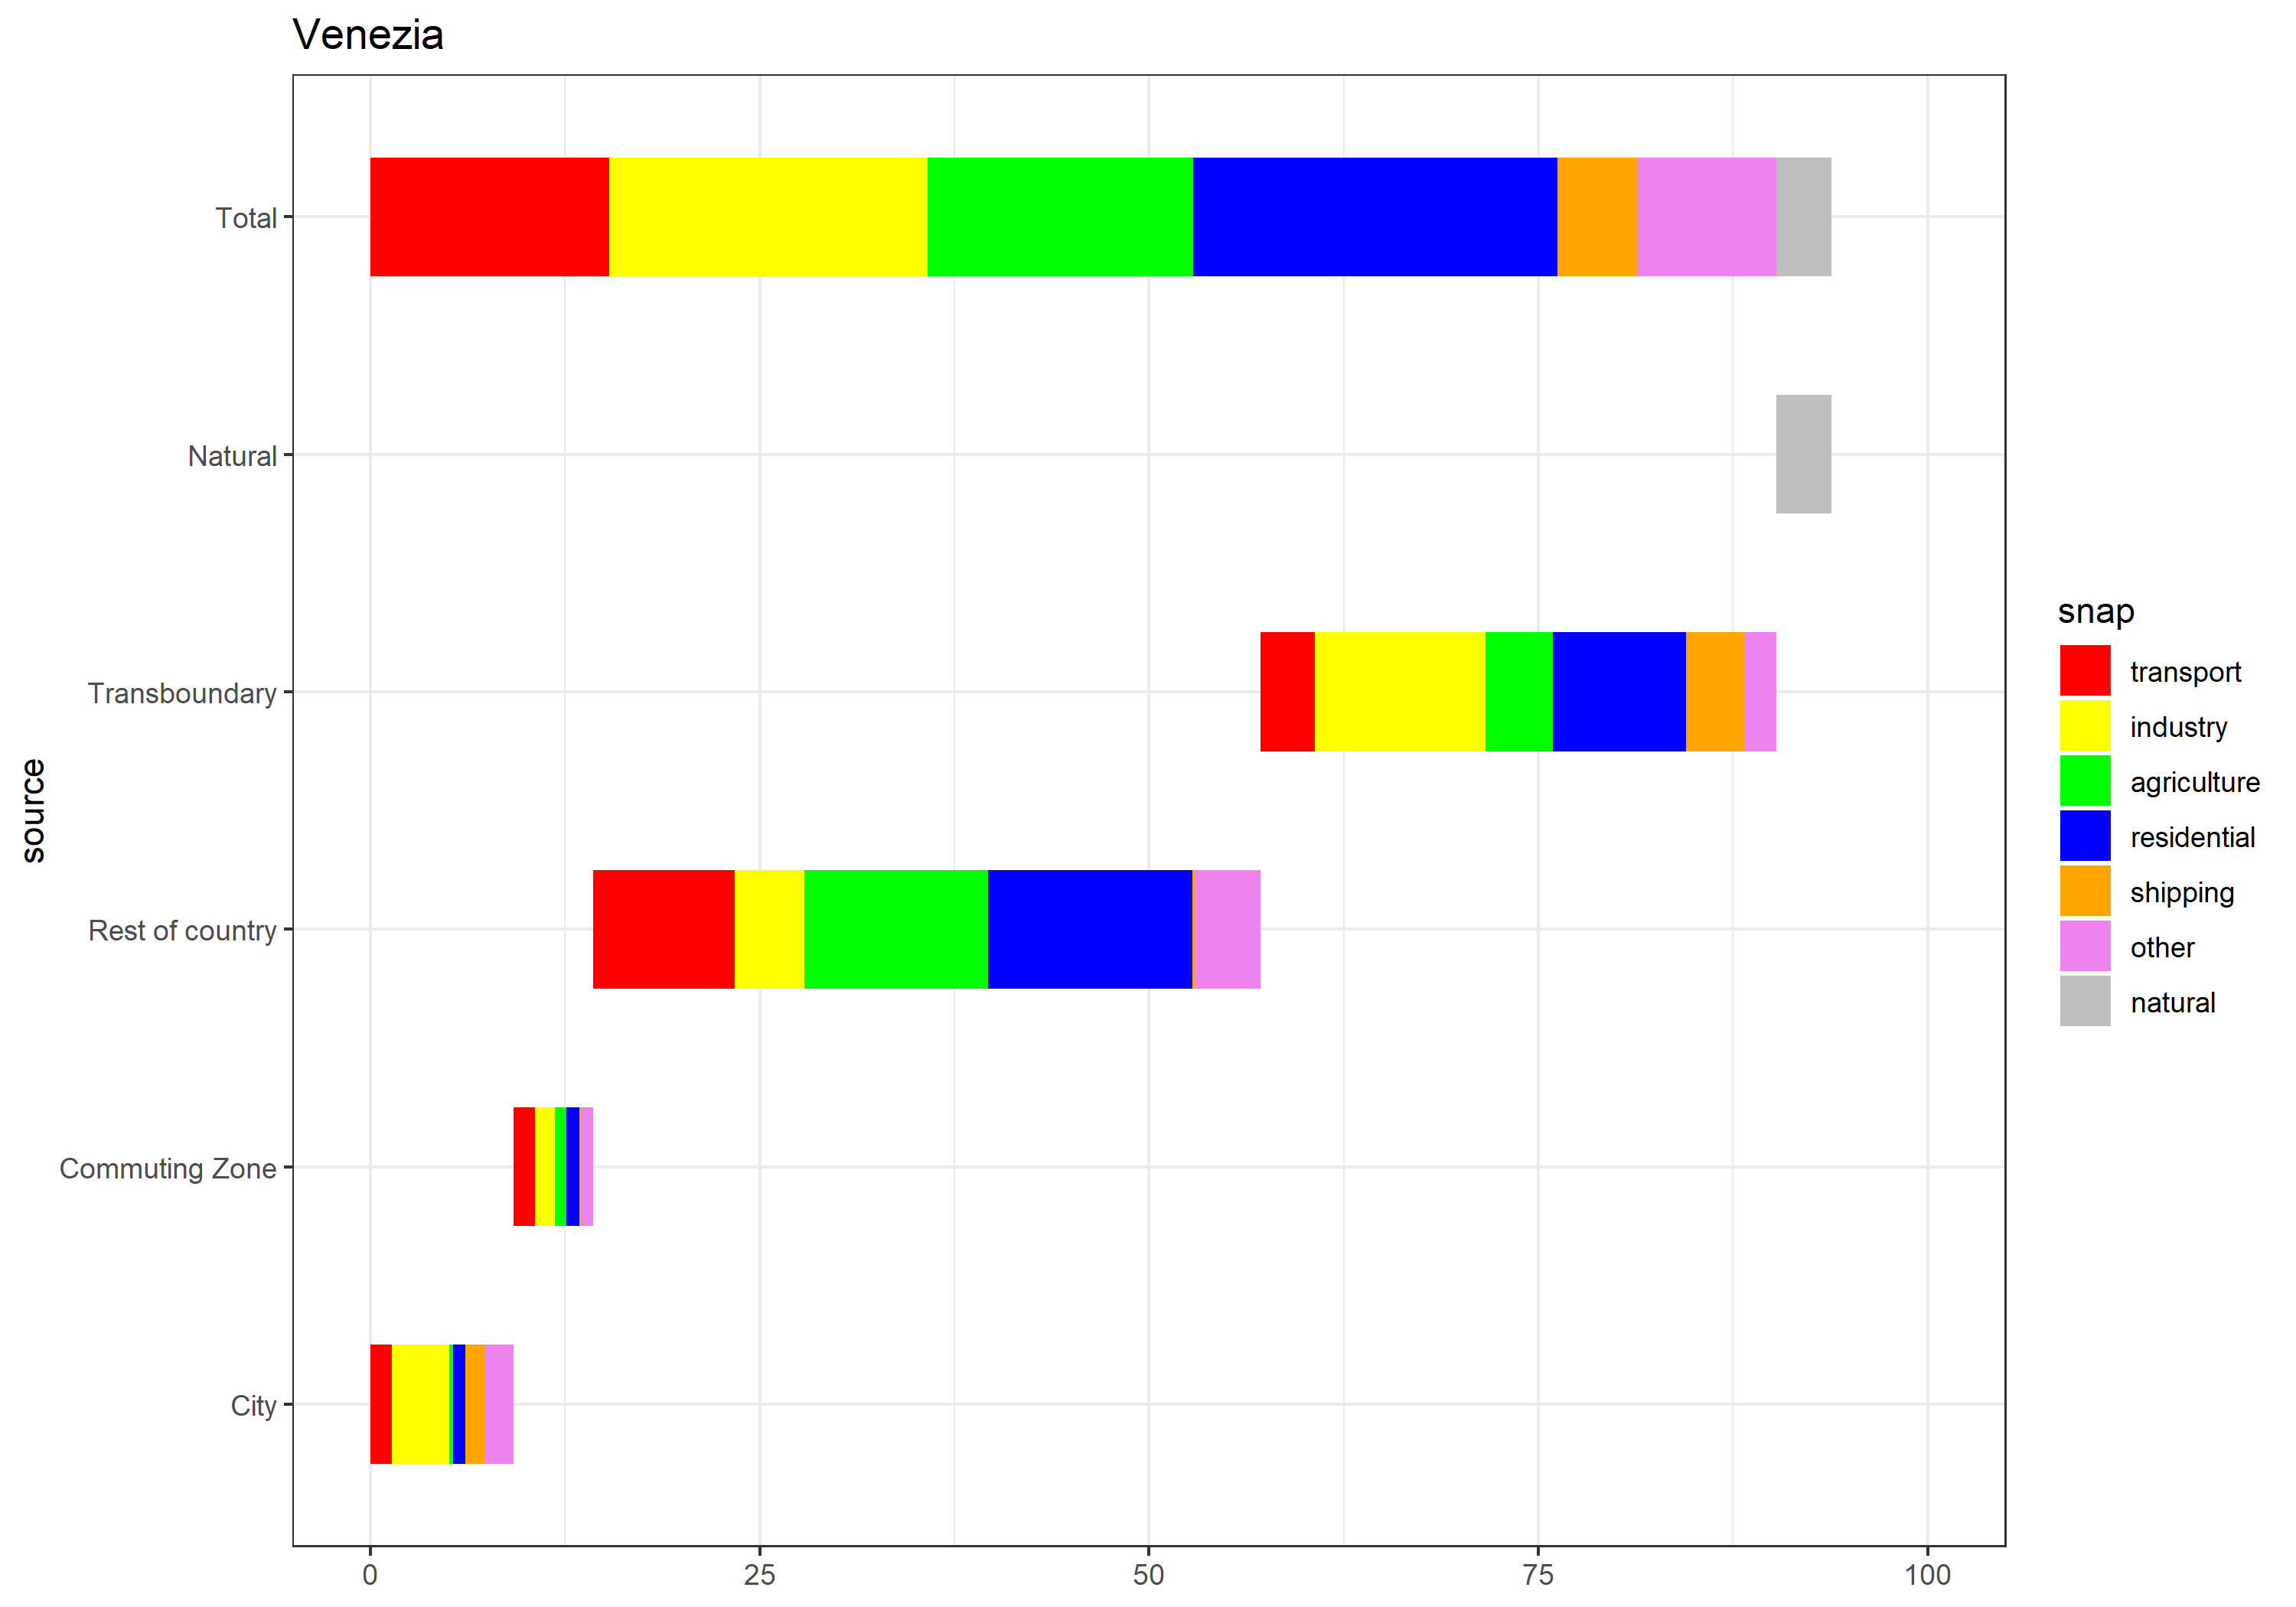 Venezia
Total
Natural
Transboundary
Rest of country
Commuting Zone
City
source
0 25 50 75 100
snap
transport
industry
agriculture
residential
shipping
other
natural